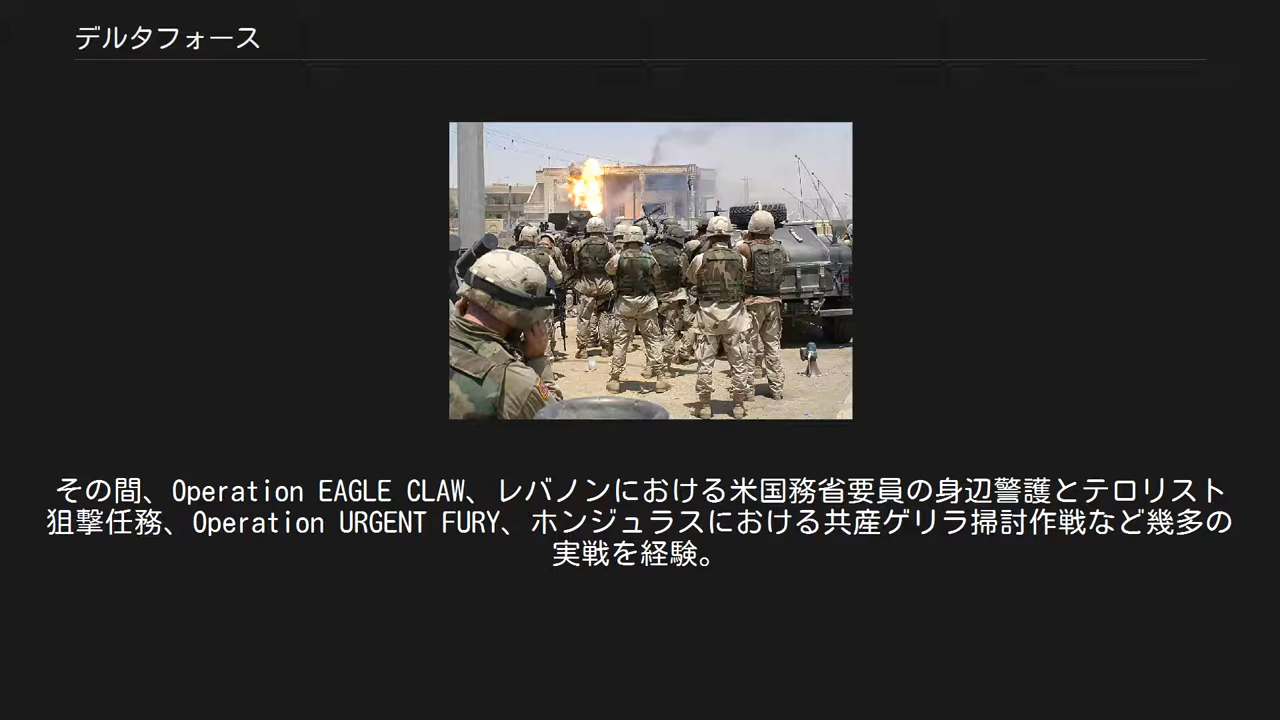 デルタフォース
その間、Operation EAGLE CLAW、レバノンにおける米国務省要員の身辺警護とテロリスト
狙撃任務、Operation URGENT FURY、ホンジュラスにおける共産ゲリラ掃討作戦など幾多の
実戦を経験。